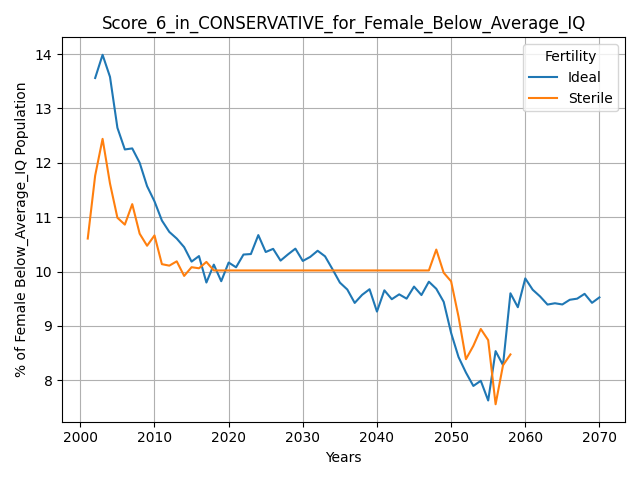 Score_6_in_CONSERVATIVE_for_Female_Below_Average_IQ
Fertility
Ideal
Sterile
% of Female Below_Average_IQ Population
14
13
12
11
10
9
8
2000 2010 2020 2030 2040 2050 2060 2070
Years